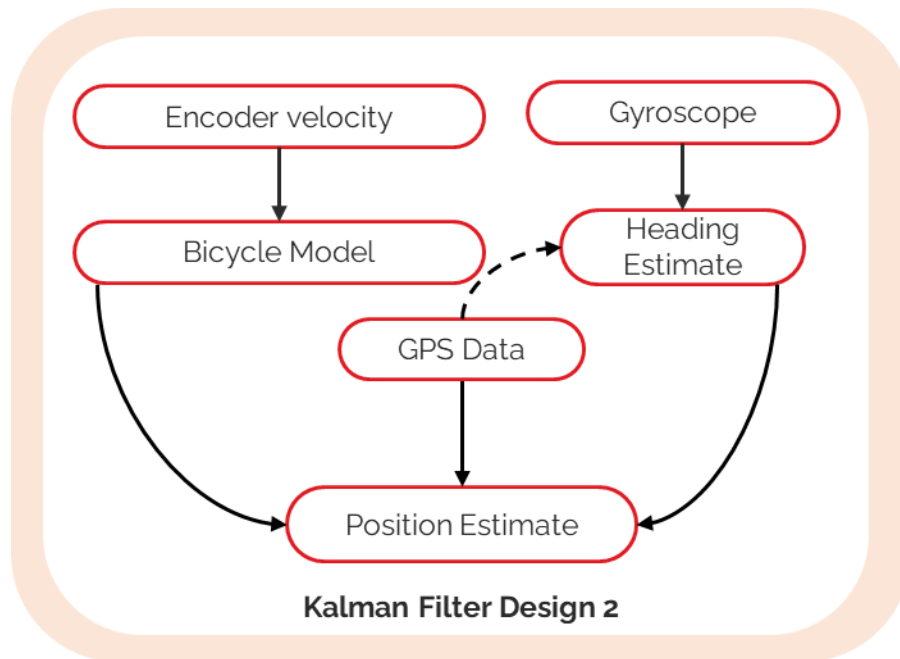 Encoder velocity
Gyroscope
Bicycle Model
Heading
Estimate
GPS Data
Position Estimate
Kalman Filter Design 2